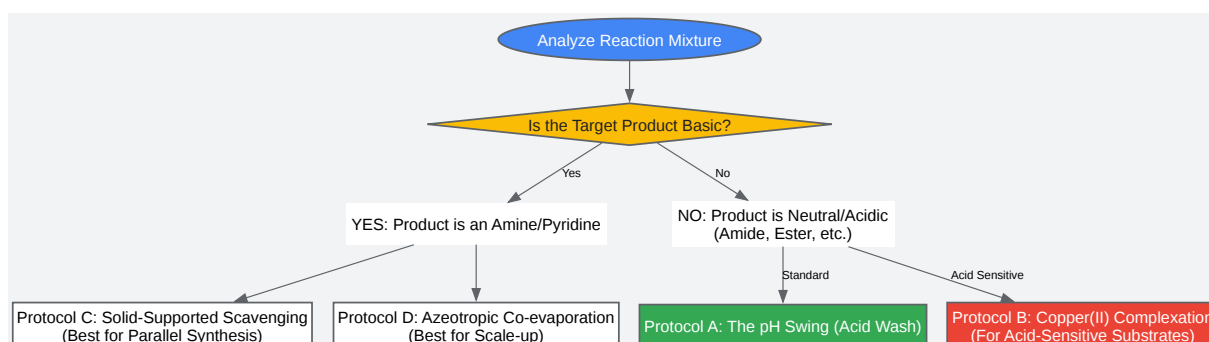 Analyze Reaction Mixture
Is the Target Product Basic?
Yes
No
YES: Product is an Amine/Pyridine
NO: Product is Neutral/Acidic
(Amide, Ester, etc.)
Standard
Acid Sensitive
Protocol C: Solid-Supported Scavenging
(Best for Parallel Synthesis)
Protocol D: Azeotropic Co-evaporation
(Best for Scale-up)
Protocol A: The pH Swing (Acid Wash)
Protocol B: Copper(II) Complexation
(For Acid-Sensitive Substrates)